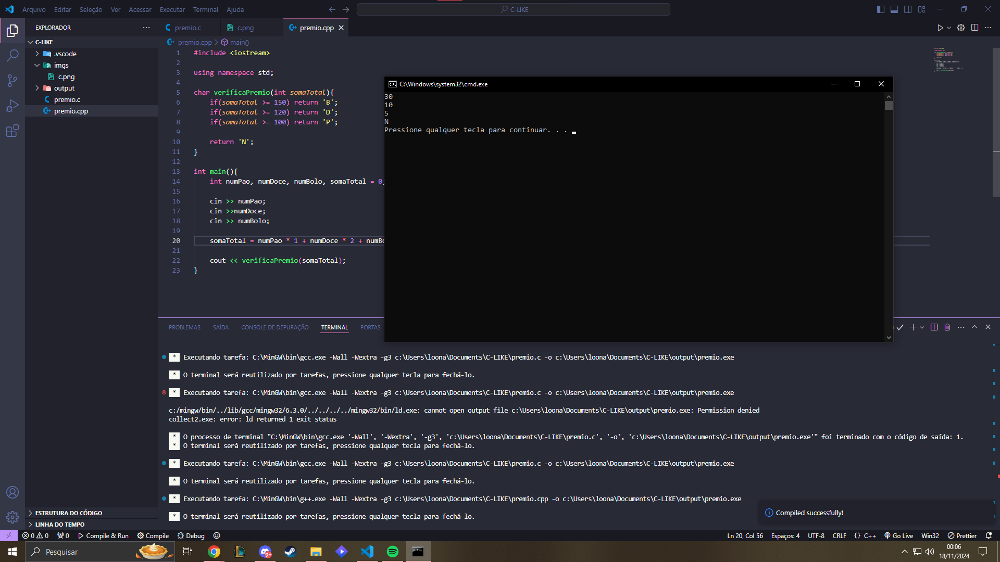 Arquivo Editar Seleção Ver Acessar Executar Terminal Ajuda
C-LIKE
EXPLORADOR
C-LIKE
.vscode
imgs
c.png
output
premio.c
premio.cpp
ESTRUTURA DO CÓDIGO
LINHA DO TEMPO
premio.c c.png premio.cpp
premio.cpp > main()
1 #include <iostream>
2
3 using namespace std;
4
5 char verificaPremio(int somaTotal){
6 if(somaTotal >= 150) return 'B';
7 if(somaTotal >= 120) return 'D';
8 if(somaTotal >= 100) return 'P';
9
10 return 'N';
11 }
12
13 int main(){
14 int numPao, numDoce, numBolo, somaTotal = 0;
15
16 cin >> numPao;
17 cin >>numDoce;
18 cin >> numBolo;
19
20 somaTotal = numPao * 1 + numDoce * 2 + numBo
21
22 cout << verificaPremio(somaTotal);
23 }
C:\Windows\system32\cmd.exe
30
10
5
N
Pressione qualquer tecla para continuar. . .
PROBLEMAS SAÍDA CONSOLE DE DEPURAÇÃO TERMINAL PORTAS
* Executando tarefa: C:\MinGW\bin\gcc.exe -Wall -Wextra -g3 c:\Users\loona\Documents\C-LIKE\premio.c -o c:\Users\loona\Documents\C-LIKE\output\premio.exe
* O terminal será reutilizado por tarefas, pressione qualquer tecla para fechá-lo.
* Executando tarefa: C:\MinGW\bin\gcc.exe -Wall -Wextra -g3 c:\Users\loona\Documents\C-LIKE\premio.c -o c:\Users\loona\Documents\C-LIKE\output\premio.exe
c:/mingw/bin/../lib/gcc/mingw32/6.3.0/../../../../mingw32/bin/ld.exe: cannot open output file c:\Users\loona\Documents\C-LIKE\output\premio.exe: Permission denied
collect2.exe: error: ld returned 1 exit status
* O processo de terminal "C:\MinGW\bin\gcc.exe '-Wall', '-Wextra', '-g3', 'c:\Users\loona\Documents\C-LIKE\premio.c', '-o', 'c:\Users\loona\Documents\C-LIKE\output\premio.exe'" foi terminado com o código de saída: 1.
* O terminal será reutilizado por tarefas, pressione qualquer tecla para fechá-lo.
* Executando tarefa: C:\MinGW\bin\gcc.exe -Wall -Wextra -g3 c:\Users\loona\Documents\C-LIKE\premio.c -o c:\Users\loona\Documents\C-LIKE\output\premio.exe
* O terminal será reutilizado por tarefas, pressione qualquer tecla para fechá-lo.
* Executando tarefa: C:\MinGW\bin\g++.exe -Wall -Wextra -g3 c:\Users\loona\Documents\C-LIKE\premio.cpp -o c:\Users\loona\Documents\C-LIKE\output\premio.exe
* O terminal será reutilizado por tarefas, pressione qualquer tecla para fechá-lo.
Compiled successfully!
0 0 0 Compile & Run Compile Debug
Ln 20, Col 56 Espaços: 4 UTF-8 CRLF {} C++ Go Live Win32 Prettier
Pesquisar
9+
00:06
18/11/2024